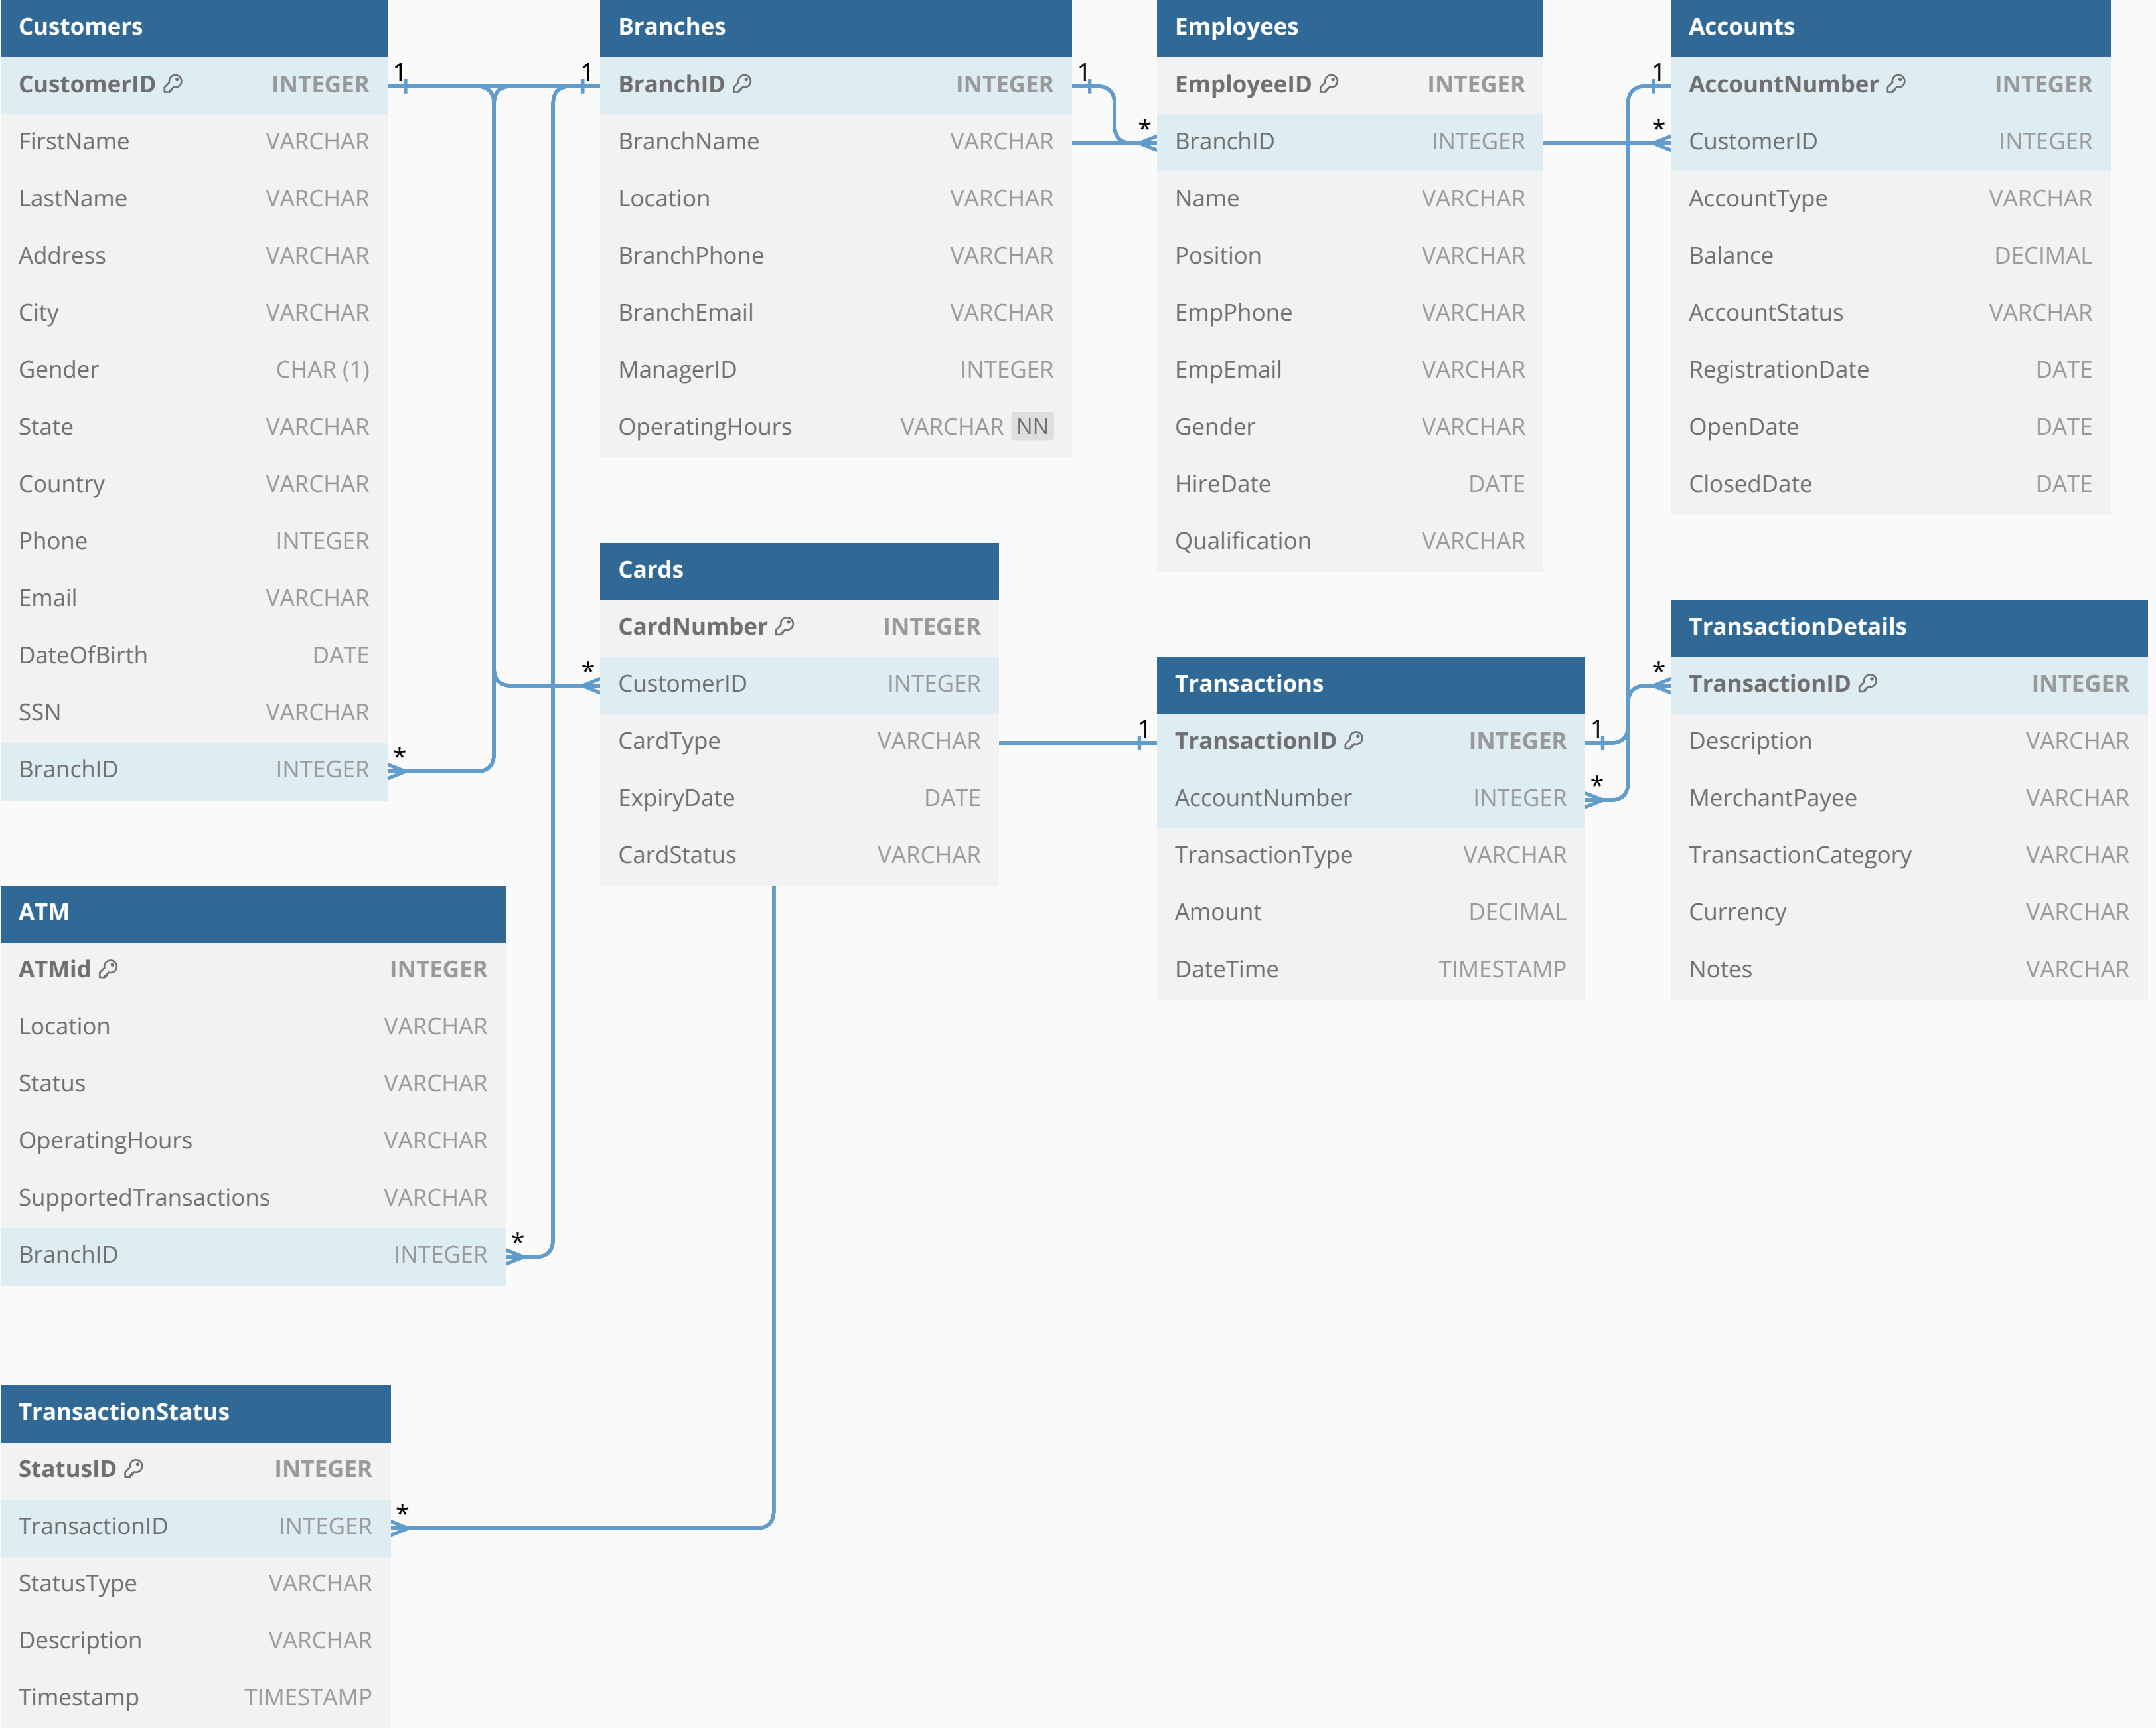 Customers
CustomerID INTEGER
FirstName VARCHAR
LastName VARCHAR
Address VARCHAR
City VARCHAR
Gender CHAR (1)
State VARCHAR
Country VARCHAR
Phone INTEGER
Email VARCHAR
DateOfBirth DATE
SSN VARCHAR
BranchID INTEGER
1
*
Branches
BranchID INTEGER
BranchName VARCHAR
Location VARCHAR
BranchPhone VARCHAR
BranchEmail VARCHAR
ManagerID INTEGER
OperatingHours VARCHAR NN
1
1
Employees
EmployeeID INTEGER
BranchID INTEGER
Name VARCHAR
Position VARCHAR
EmpPhone VARCHAR
EmpEmail VARCHAR
Gender VARCHAR
HireDate DATE
Qualification VARCHAR
*
Accounts
AccountNumber INTEGER
CustomerID INTEGER
AccountType VARCHAR
Balance DECIMAL
AccountStatus VARCHAR
RegistrationDate DATE
OpenDate DATE
ClosedDate DATE
1
*
Cards
CardNumber INTEGER
CustomerID INTEGER
CardType VARCHAR
ExpiryDate DATE
CardStatus VARCHAR
*
Transactions
TransactionID INTEGER
AccountNumber INTEGER
TransactionType VARCHAR
Amount DECIMAL
DateTime TIMESTAMP
1
1
*
TransactionDetails
TransactionID INTEGER
Description VARCHAR
MerchantPayee VARCHAR
TransactionCategory VARCHAR
Currency VARCHAR
Notes VARCHAR
*
ATM
ATMid INTEGER
Location VARCHAR
Status VARCHAR
OperatingHours VARCHAR
SupportedTransactions VARCHAR
BranchID INTEGER
*
TransactionStatus
StatusID INTEGER
TransactionID INTEGER
StatusType VARCHAR
Description VARCHAR
Timestamp TIMESTAMP
*